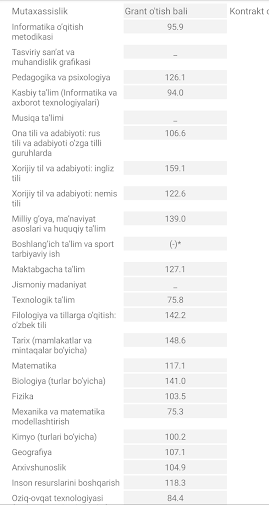 Mutaxassislik Grant o'tish bali Kontrakt o
Informatika o'qitish 95.9
metodikasi
Tasviriy san'at va _
muhandislik grafikasi
Pedagogika va psixologiya 126.1
Kasbiy ta'lim (Informatika va 94.0
axborot texnologiyalari)
Musiqa ta'limi _
Ona tili va adabiyoti: rus 106.6
tili va adabiyoti o'zga tilli
guruhlarda
Xorijiy til va adabiyoti: ingliz 159.1
tili
Xorijiy til va adabiyoti: nemis 122.6
tili
Milliy g'oya, ma'naviyat 139.0
asoslari va huquqiy ta'lim
Boshlang'ich ta'lim va sport (-)*
tarbiyaviy ish
Maktabgacha ta'lim 127.1
Jismoniy madaniyat _
Texnologik ta'lim 75.8
Filologiya va tillarga o'qitish: 142.2
o'zbek tili
Tarix (mamlakatlar va 148.6
mintaqalar bo'yicha)
Matematika 117.1
Biologiya (turlar bo'yicha) 141.0
Fizika 103.5
Mexanika va matematika 75.3
modellashtirish
Kimyo (turlari bo'yicha) 100.2
Geografiya 107.1
Arxivshunoslik 104.9
Inson resurslarini boshqarish 118.3
Oziq-ovqat texnologiyasi 84.4